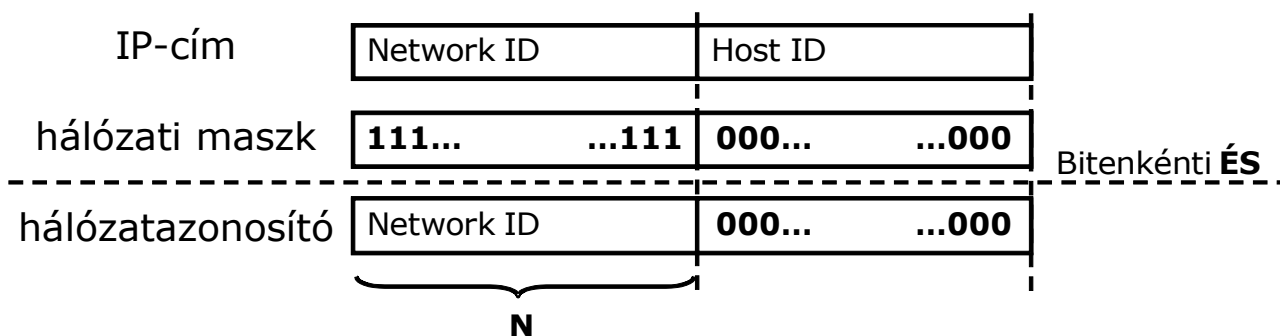 IP-cím Network ID Host ID
hálózati maszk 111... ...111 000... ...000
Bitenkénti ÉS
hálózatazonosító Network ID 000... ...000
N